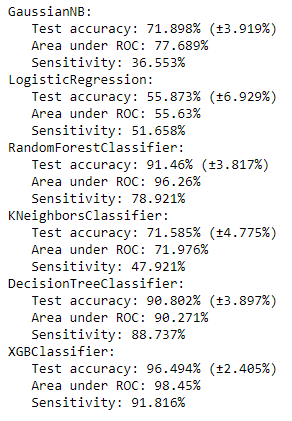 GaussianNB:
Test accuracy: 71.898% (±3.919%)
Area under ROC: 77.689%
Sensitivity: 36.553%
LogisticRegression:
Test accuracy: 55.873% (±6.929%)
Area under ROC: 55.63%
Sensitivity: 51.658%
RandomForestClassifier:
Test accuracy: 91.46% (±3.817%)
Area under ROC: 96.26%
Sensitivity: 78.921%
KNeighborsClassifier:
Test accuracy: 71.585% (±4.775%)
Area under ROC: 71.976%
Sensitivity: 47.921%
DecisionTreeClassifier:
Test accuracy: 90.802% (±3.897%)
Area under ROC: 90.271%
Sensitivity: 88.737%
XGBClassifier:
Test accuracy: 96.494% (±2.405%)
Area under ROC: 98.45%
Sensitivity: 91.816%